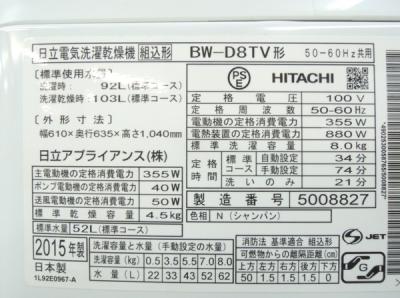 日立電気洗濯乾燥機 組込形 BW-D8TV形 50-60Hz共用
標準使用水量
洗濯時: 92L(標準コース)
洗乾燥時:103L(標準コース)
〔外形寸法〕
幅610×奥行635×高さ1,040mm
日立アプライアンス(株)
主電動機の定格消費電力 355W
ポンプ電動機の定格消費電力 40W
送風電動機の定格消費電力 50W
標準乾燥容量 4.5kg
標準水量 52L(標準コース)
PS
E
HITACHI
定格電圧 100V
定格周波数 50-60Hz
電動機の定格消費電力 355W
電熱装置の定格消費電力 880W
標準洗濯容量 8.0kg
定格時間 自動設定 34分
手動設定 74分
洗いのみ 21分
製造番号 5008827
色相 N(シャンパン)
JET
2015年製
日本製
1L92E0967-A
洗濯容量と水量(手動設定の水量)
洗濯容量(kg) 0.5 3.5 5.5 7.0 8.0
水量(L) 22 33 43 52 62
消防法 基準適合 組込形
可燃物からの離隔距離(cm)
上方 左方 右方 前方 後方 下方
50 1.5 1.5 5 1.5 0